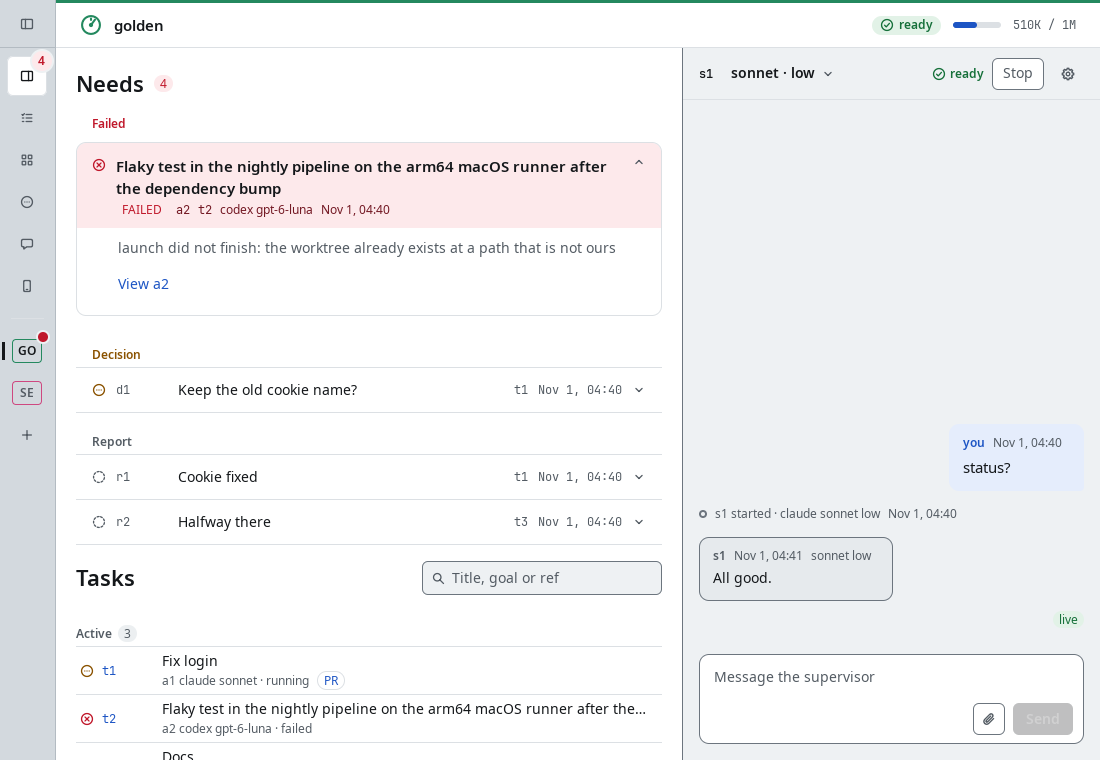 golden
ready
510K / 1M
4
GO
SE
Needs 4
Failed
Flaky test in the nightly pipeline on the arm64 macOS runner after
the dependency bump
FAILED a2 t2 codex gpt-6-luna Nov 1, 04:40
launch did not finish: the worktree already exists at a path that is not ours
View a2
Decision
d1 Keep the old cookie name? t1 Nov 1, 04:40
Report
r1 Cookie fixed t1 Nov 1, 04:40
r2 Halfway there t3 Nov 1, 04:40
Tasks
Title, goal or ref
Active 3
t1 Fix login
a1 claude sonnet · running PR
t2 Flaky test in the nightly pipeline on the arm64 macOS runner after the…
a2 codex gpt-6-luna · failed
Docs
s1 sonnet · low
ready
Stop
you Nov 1, 04:40
status?
s1 started · claude sonnet low Nov 1, 04:40
s1 Nov 1, 04:41 sonnet low
All good.
live
Message the supervisor
Send